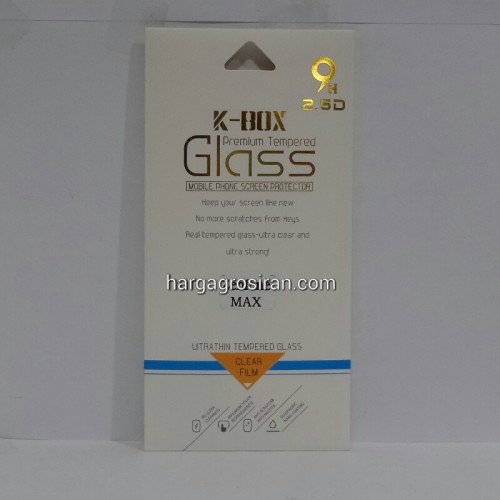 9H
2.5D
K-BOX
Premium Tempered
Glass
MOBILE PHONE SCREEN PROTECTOR
Keep your screen like new
No more scratches from Keys
Real tempered glass-ultra clear and
ultra strong!
hargagrosiran.com
MAX
UITRATHIN TEMPERED GLASS
CLEAR
FILM